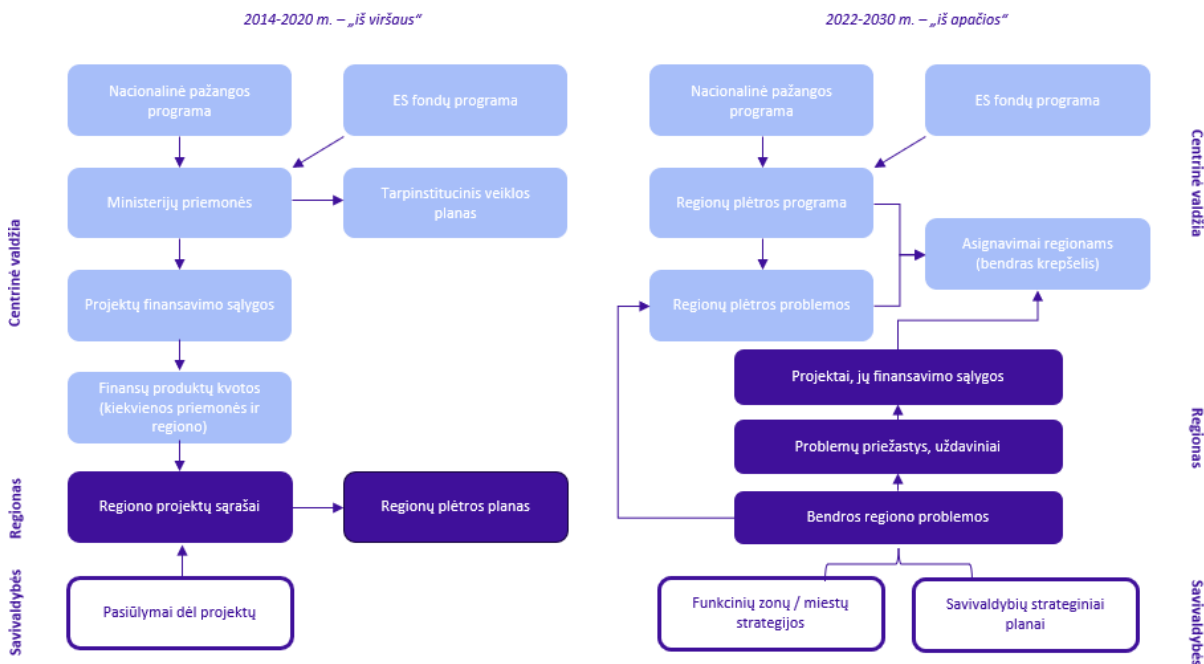 2014-2020 m. – „iš viršaus“
Nacionalinė pažangos
programa
ES fondų programa
Ministerijų priemonės
Tarpinstitucinis veiklos
planas
Projektų finansavimo sąlygos
Finansų produktų kvotos
(kiekvienos priemonės ir
regiono)
Regiono projektų sąrašai
Regionų plėtros planas
Pasiūlymai dėl projektų
Centrinė valdžia
Regionas
Savivaldybės
2022-2030 m. – „iš apačios“
Nacionalinė pažangos
programa
ES fondų programa
Regionų plėtros programa
Asignavimai regionams
(bendras krepšelis)
Regionų plėtros problemos
Projektai, jų finansavimo sąlygos
Problemų priežastys, uždaviniai
Bendros regiono problemos
Funkcinių zonų / miestų
strategijos
Savivaldybių strateginiai
planai
Centrinė valdžia
Regionas
Savivaldybės